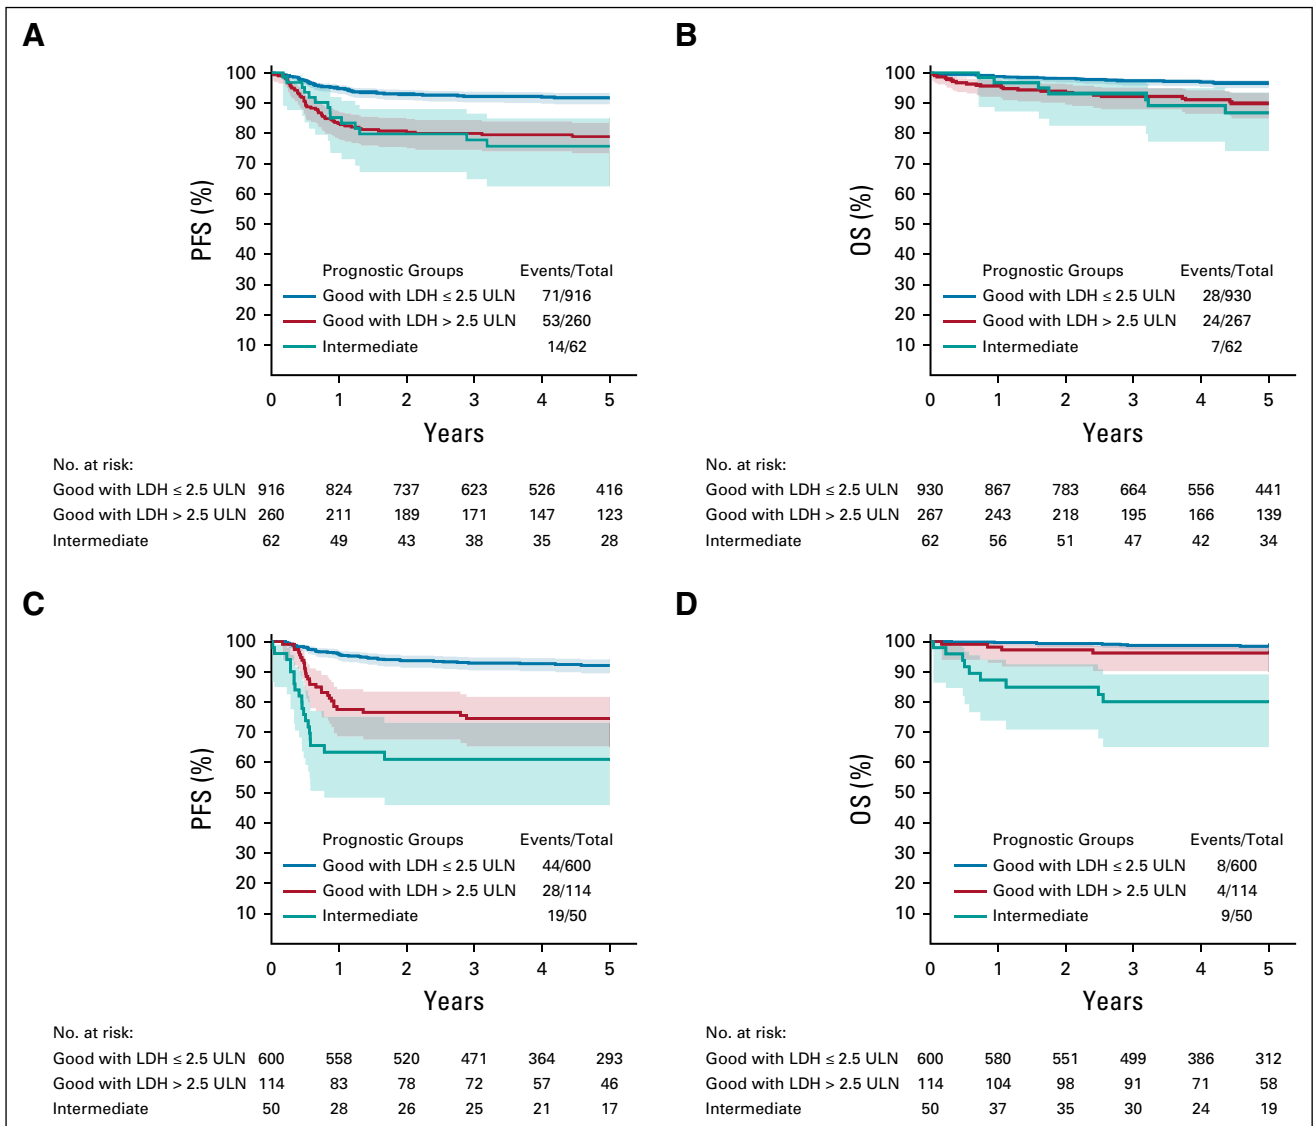 A
100
90
80
70
60
50
40
30
20
10
PFS (%)
Prognostic Groups Events/Total
Good with LDH ≤ 2.5 ULN 71/916
Good with LDH > 2.5 ULN 53/260
Intermediate 14/62
0 1 2 3 4 5
Years
No. at risk:
Good with LDH ≤ 2.5 ULN 916 824 737 623 526 416
Good with LDH > 2.5 ULN 260 211 189 171 147 123
Intermediate 62 49 43 38 35 28
B
100
90
80
70
60
50
40
30
20
10
OS (%)
Prognostic Groups Events/Total
Good with LDH ≤ 2.5 ULN 28/930
Good with LDH > 2.5 ULN 24/267
Intermediate 7/62
0 1 2 3 4 5
Years
No. at risk:
Good with LDH ≤ 2.5 ULN 930 867 783 664 556 441
Good with LDH > 2.5 ULN 267 243 218 195 166 139
Intermediate 62 56 51 47 42 34
C
100
90
80
70
60
50
40
30
20
10
PFS (%)
Prognostic Groups Events/Total
Good with LDH ≤ 2.5 ULN 44/600
Good with LDH > 2.5 ULN 28/114
Intermediate 19/50
0 1 2 3 4 5
Years
No. at risk:
Good with LDH ≤ 2.5 ULN 600 558 520 471 364 293
Good with LDH > 2.5 ULN 114 83 78 72 57 46
Intermediate 50 28 26 25 21 17
D
100
90
80
70
60
50
40
30
20
10
OS (%)
Prognostic Groups Events/Total
Good with LDH ≤ 2.5 ULN 8/600
Good with LDH > 2.5 ULN 4/114
Intermediate 9/50
0 1 2 3 4 5
Years
No. at risk:
Good with LDH ≤ 2.5 ULN 600 580 551 499 386 312
Good with LDH > 2.5 ULN 114 104 98 91 71 58
Intermediate 50 37 35 30 24 19